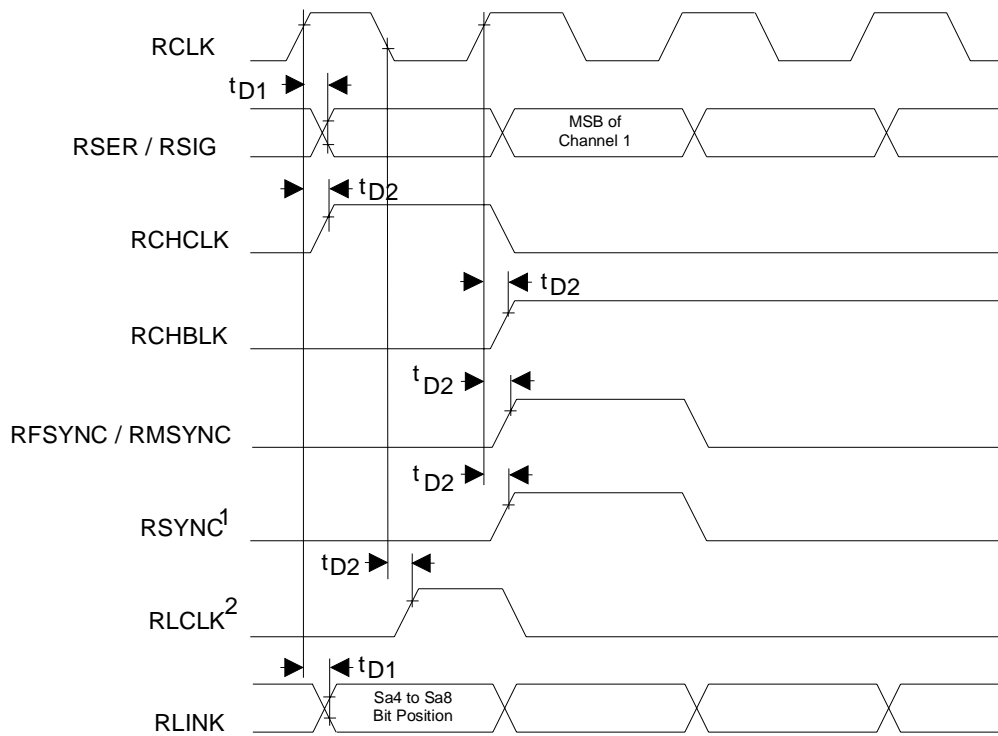 RCLK
tD1
RSER / RSIG
MSB of
Channel 1
tD2
RCHCLK
tD2
RCHBLK
tD2
RFSYNC / RMSYNC
tD2
RSYNC1
tD2
RLCLK2
tD1
Sa4 to Sa8
Bit Position
RLINK